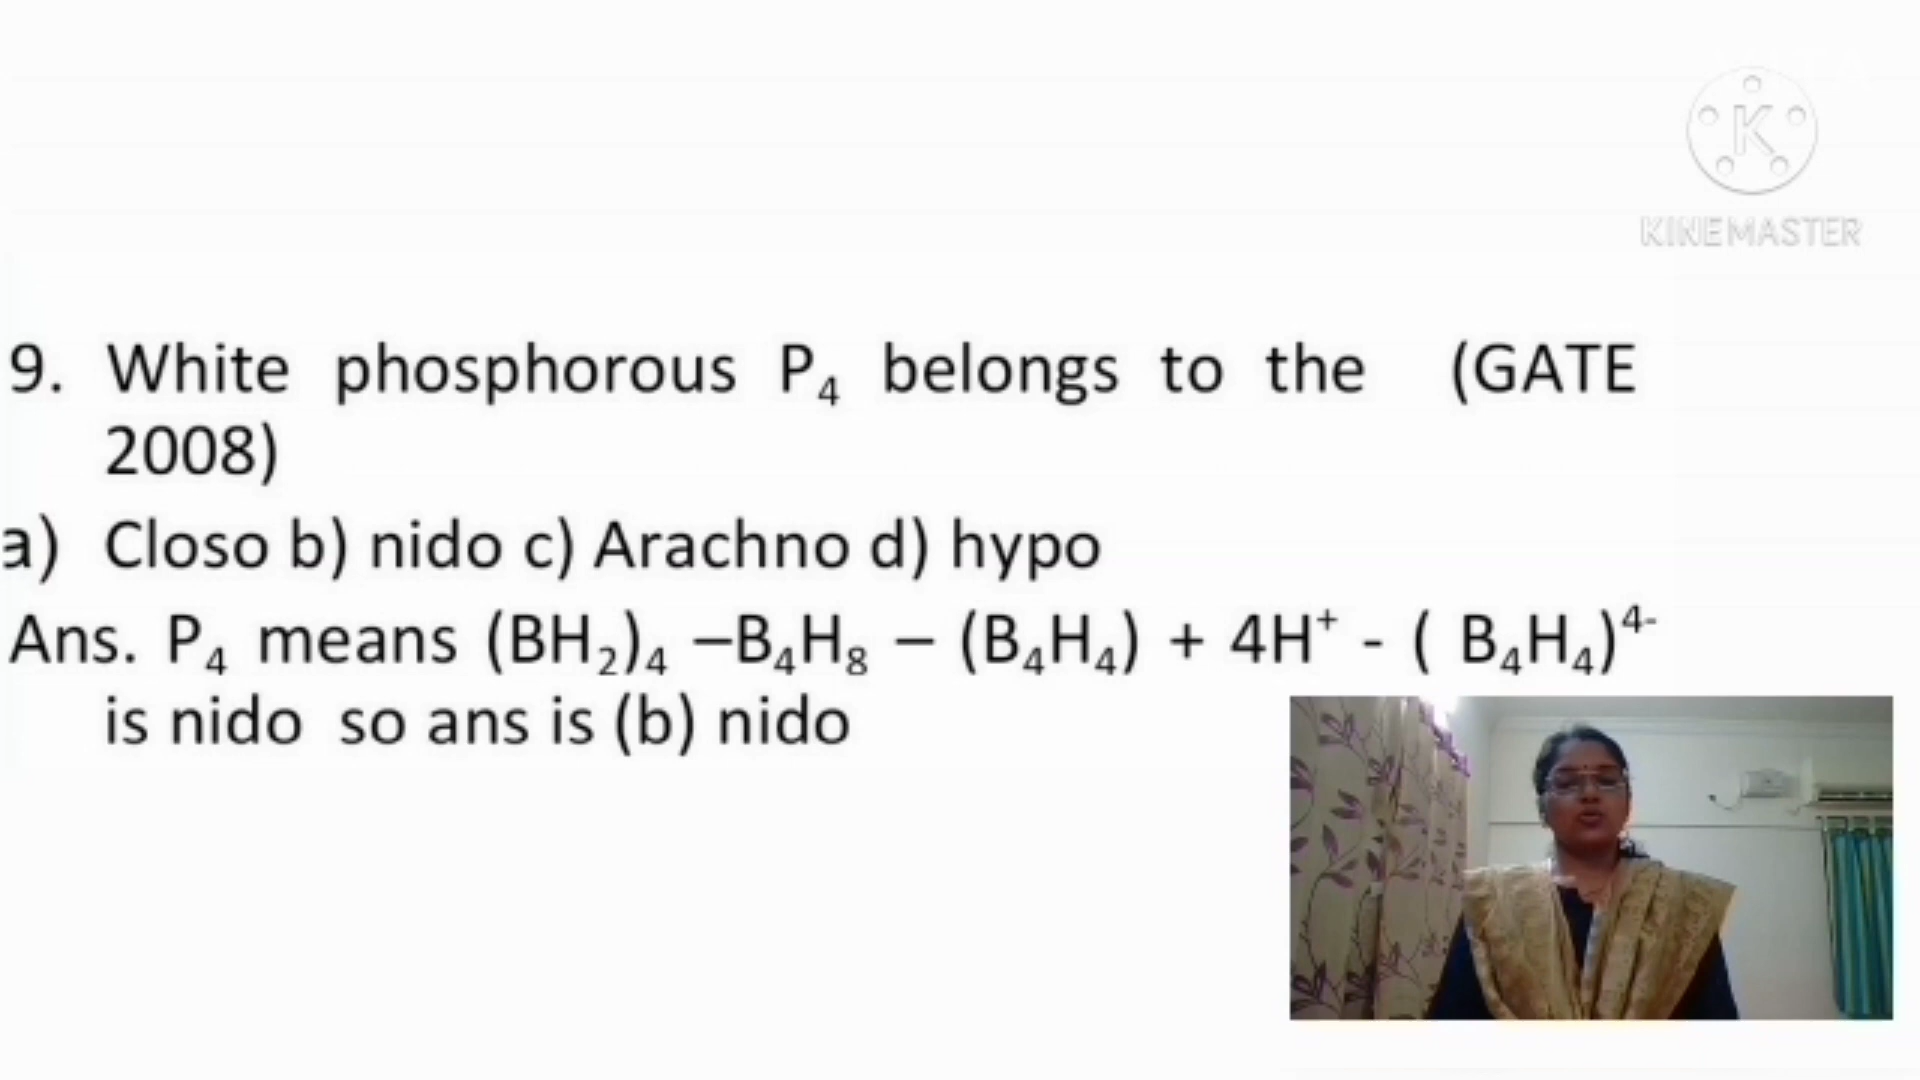 K
KINEMASTER
9. White phosphorous P₄ belongs to the (GATE
2008)
a) Closo b) nido c) Arachno d) hypo
Ans. P₄ means (BH₂)₄ –B₄H₈ – (B₄H₄) + 4H⁺ - ( B₄H₄)⁴⁻
is nido so ans is (b) nido